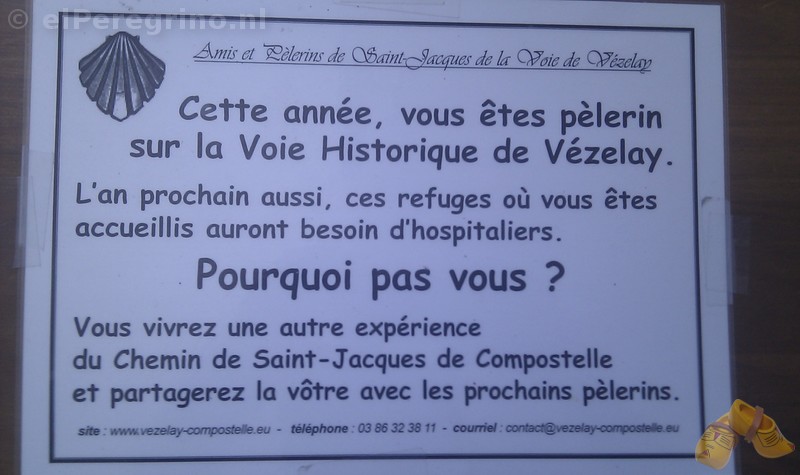 © elPeregrino.nl
Amis et Pèlerins de Saint-Jacques de la Voie de Vézelay
Cette année, vous êtes pèlerin
sur la Voie Historique de Vézelay.
L'an prochain aussi, ces refuges où vous êtes
accueillis auront besoin d'hospitaliers.
Pourquoi pas vous ?
Vous vivrez une autre expérience
du Chemin de Saint-Jacques de Compostelle
et partagerez la vôtre avec les prochains pèlerins.
site : www.vezelay-compostelle.eu - téléphone : 03 86 32 38 11 - courriel : contact@vezelay-compostelle.eu